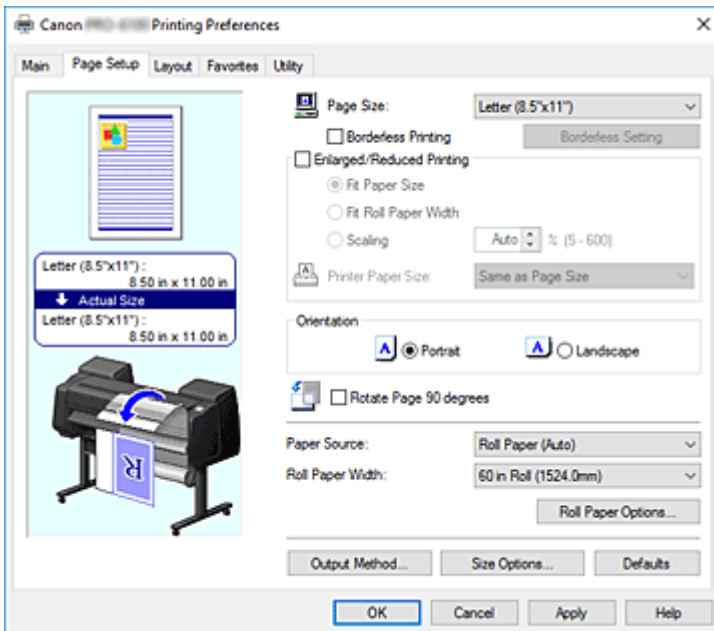 Canon Printing Preferences
Main Page Setup Layout Favorites Utility
Page Size: Letter (8.5"x11")
Borderless Printing Borderless Setting
Enlarged/Reduced Printing
Fit Paper Size
Fit Roll Paper Width
Scaling Auto % (5 - 600)
Printer Paper Size: Same as Page Size
Letter (8.5"x11") :
8.50 in x 11.00 in
Actual Size
Letter (8.5"x11") :
8.50 in x 11.00 in
Orientation
A Portrait A Landscape
Rotate Page 90 degrees
Paper Source: Roll Paper (Auto)
Roll Paper Width: 60 in Roll (1524.0mm)
Roll Paper Options...
R
Output Method... Size Options... Defaults
OK Cancel Apply Help